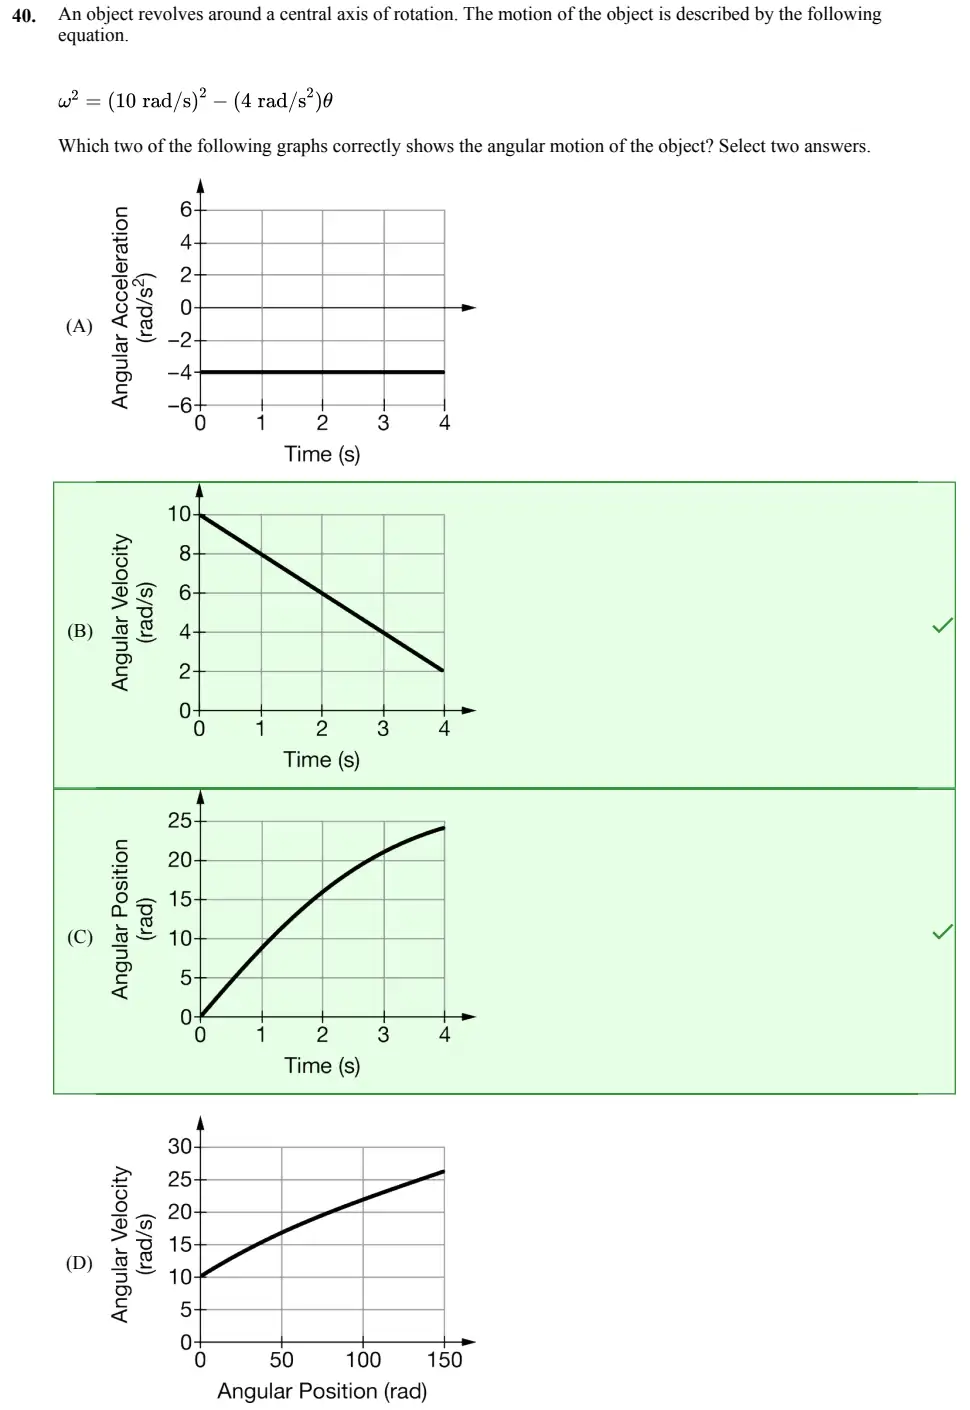 40. An object revolves around a central axis of rotation. The motion of the object is described by the following
equation.
ω² = (10 rad/s)² − (4 rad/s²)θ
Which two of the following graphs correctly shows the angular motion of the object? Select two answers.
(A)
Angular Acceleration
(rad/s²)
6
4
2
0
−2
−4
−6
0 1 2 3 4
Time (s)
(B)
Angular Velocity
(rad/s)
10
8
6
4
2
0
0 1 2 3 4
Time (s)
(C)
Angular Position
(rad)
25
20
15
10
5
0
0 1 2 3 4
Time (s)
(D)
Angular Velocity
(rad/s)
30
25
20
15
10
5
0
0 50 100 150
Angular Position (rad)